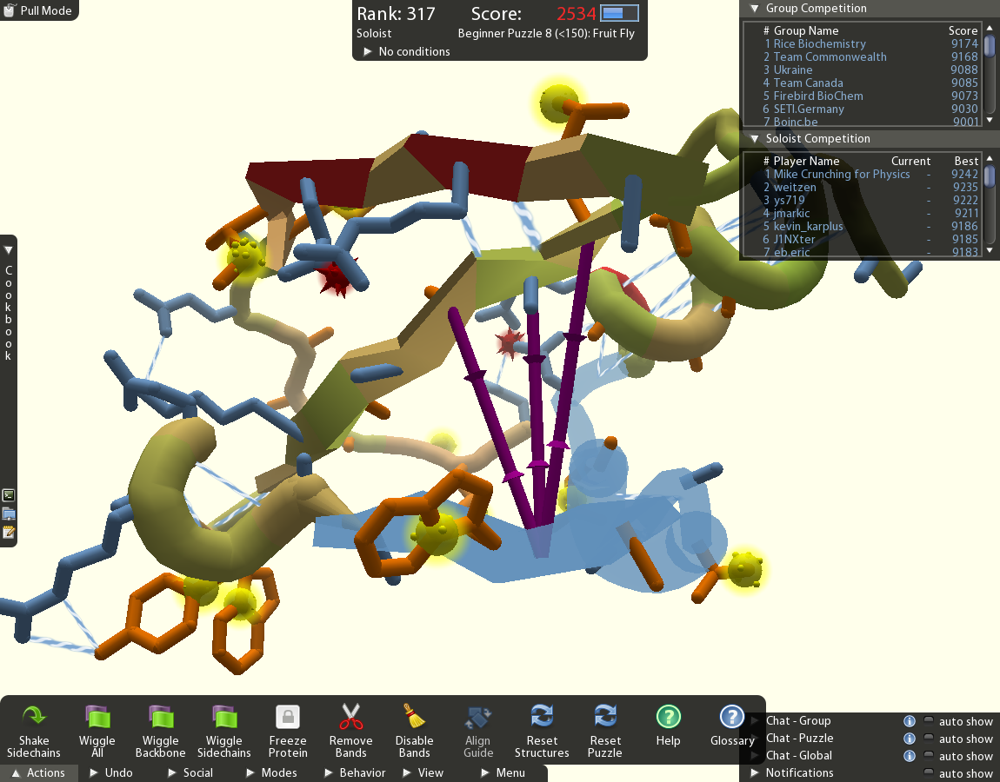 Pull Mode
Rank: 317 Score: 2534
Soloist Beginner Puzzle 8 (<150): Fruit Fly
No conditions
Group Competition
# Group Name Score
1 Rice Biochemistry 9174
2 Team Commonwealth 9168
3 Ukraine 9088
4 Team Canada 9085
5 Firebird BioChem 9073
6 SETI.Germany 9030
7 Boinc.be 9001
Soloist Competition
# Player Name Current Best
1 Mike Crunching for Physics - 9242
2 weitzen - 9235
3 ys719 - 9222
4 jmarkic - 9211
5 kevin_karplus - 9186
6 J1NXter - 9185
7 eb.eric - 9183
Cookbook
Shake Sidechains
Wiggle All
Wiggle Backbone
Wiggle Sidechains
Freeze Protein
Remove Bands
Disable Bands
Align Guide
Reset Structures
Reset Puzzle
Help
Glossary
Actions Undo Social Modes Behavior View Menu
Chat - Group auto show
Chat - Puzzle auto show
Chat - Global auto show
Notifications auto show